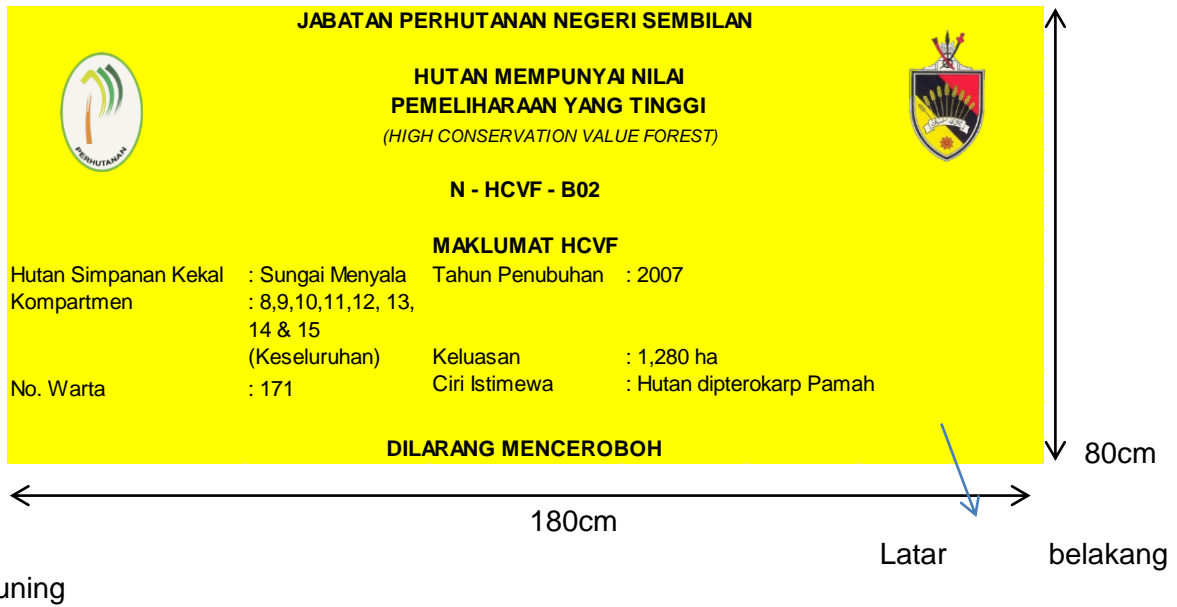 JABATAN PERHUTANAN NEGERI SEMBILAN
HUTAN MEMPUNYAI NILAI
PEMELIHARAAN YANG TINGGI
(HIGH CONSERVATION VALUE FOREST)
PERHUTANAN
N - HCVF - B02
MAKLUMAT HCVF
Hutan Simpanan Kekal : Sungai Menyala Tahun Penubuhan : 2007
Kompartmen : 8,9,10,11,12, 13,
14 & 15
(Keseluruhan) Keluasan : 1,280 ha
No. Warta : 171 Ciri Istimewa : Hutan dipterokarp Pamah
DILARANG MENCEROBOH
80cm
180cm
Latar belakang
uning